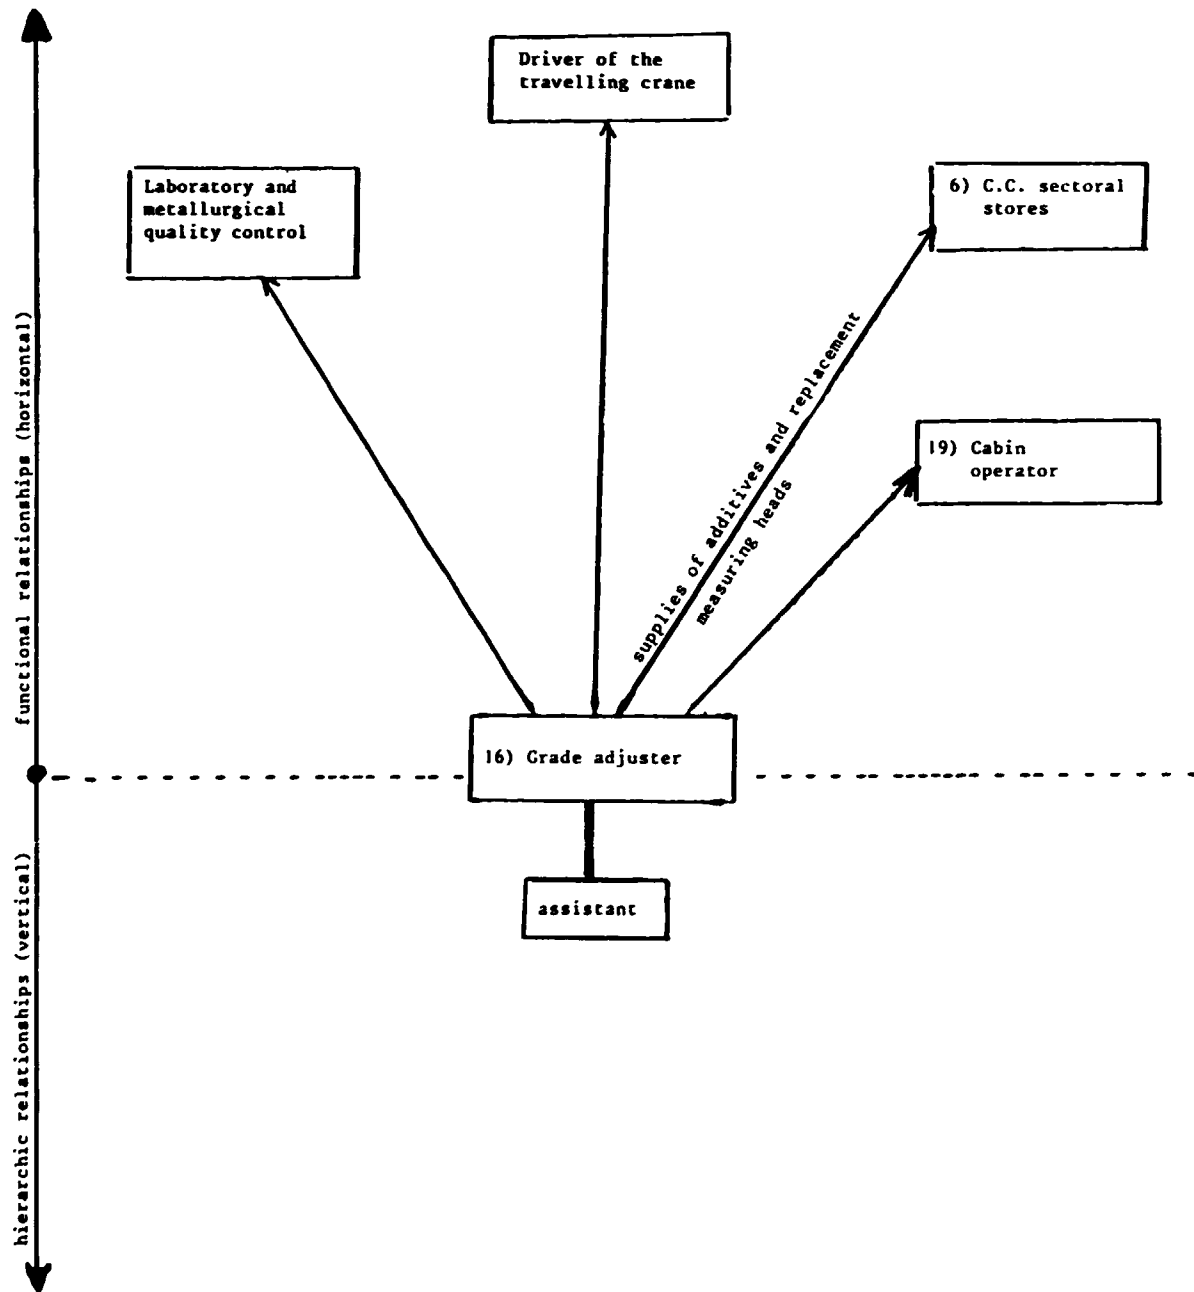 Driver of the
travelling crane
Laboratory and
metallurgical
quality control
6) C.C. sectoral
stores
functional relationships (horizontal)
supplies of additives and replacement
measuring heads
19) Cabin
operator
16) Grade adjuster
assistant
hierarchic relationships (vertical)